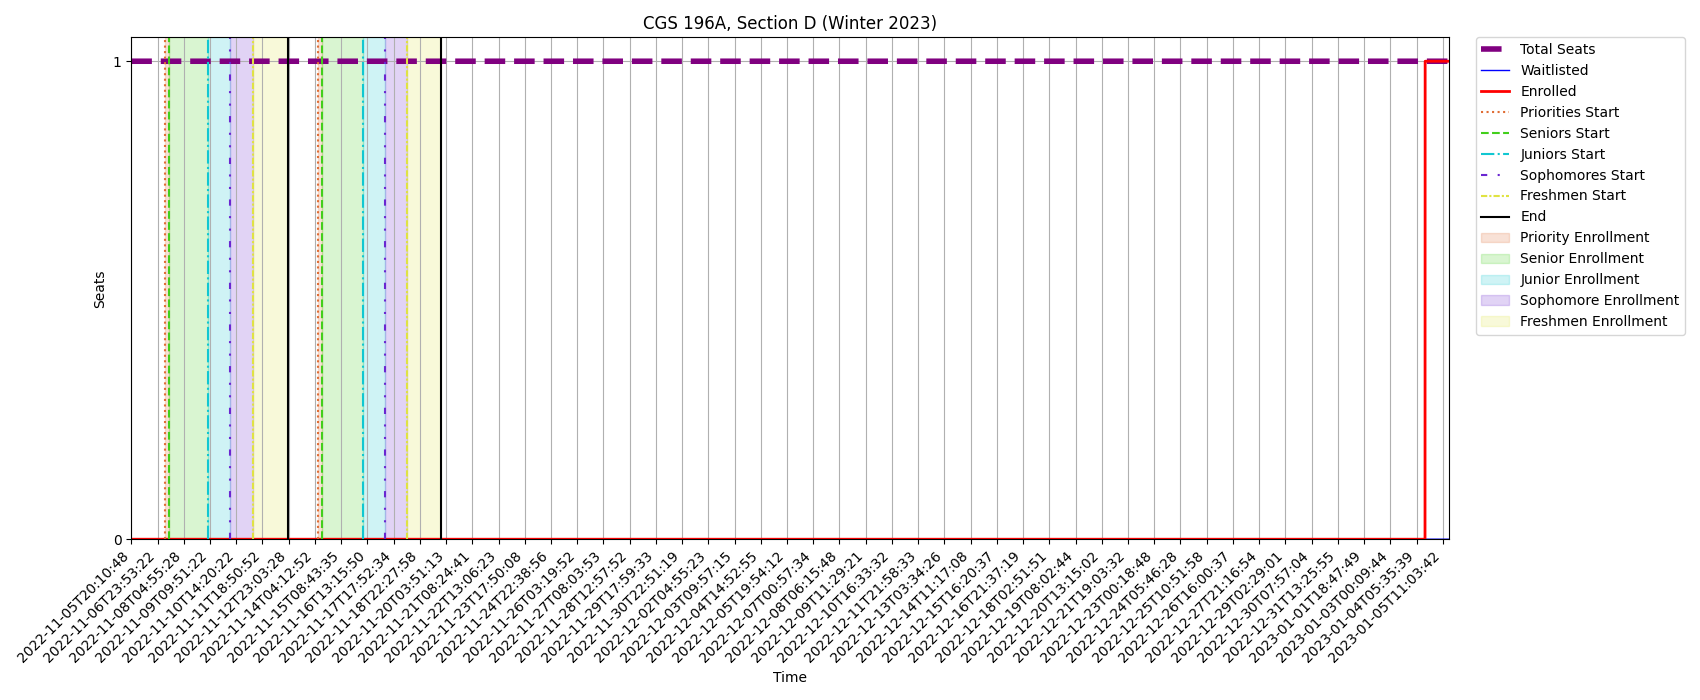 CGS 196A, Section D (Winter 2023)
Seats
1
0
2022-11-05T20:10:48
2022-11-06T23:53:22
2022-11-08T04:55:28
2022-11-09T09:51:22
2022-11-10T14:20:22
2022-11-11T18:50:52
2022-11-12T23:03:28
2022-11-14T04:12:52
2022-11-15T08:43:35
2022-11-16T13:15:50
2022-11-17T17:52:34
2022-11-18T22:27:58
2022-11-20T03:51:13
2022-11-21T08:24:41
2022-11-22T13:06:23
2022-11-23T17:50:08
2022-11-24T22:38:56
2022-11-26T03:19:52
2022-11-27T08:03:53
2022-11-28T12:57:52
2022-11-29T17:59:33
2022-11-30T22:51:19
2022-12-02T04:55:23
2022-12-03T09:57:15
2022-12-04T14:52:55
2022-12-05T19:54:12
2022-12-07T00:57:34
2022-12-08T06:15:48
2022-12-09T11:29:21
2022-12-10T16:33:32
2022-12-11T21:58:33
2022-12-13T03:34:26
2022-12-14T11:17:08
2022-12-15T16:20:37
2022-12-16T21:37:19
2022-12-18T02:51:51
2022-12-19T08:02:44
2022-12-20T13:15:02
2022-12-21T19:03:32
2022-12-23T00:18:48
2022-12-24T05:46:28
2022-12-25T10:51:58
2022-12-26T16:00:37
2022-12-27T21:16:54
2022-12-29T02:29:01
2022-12-30T07:57:04
2022-12-31T13:25:55
2023-01-01T18:47:49
2023-01-03T00:09:44
2023-01-04T05:35:39
2023-01-05T11:03:42
Time
Total Seats
Waitlisted
Enrolled
Priorities Start
Seniors Start
Juniors Start
Sophomores Start
Freshmen Start
End
Priority Enrollment
Senior Enrollment
Junior Enrollment
Sophomore Enrollment
Freshmen Enrollment